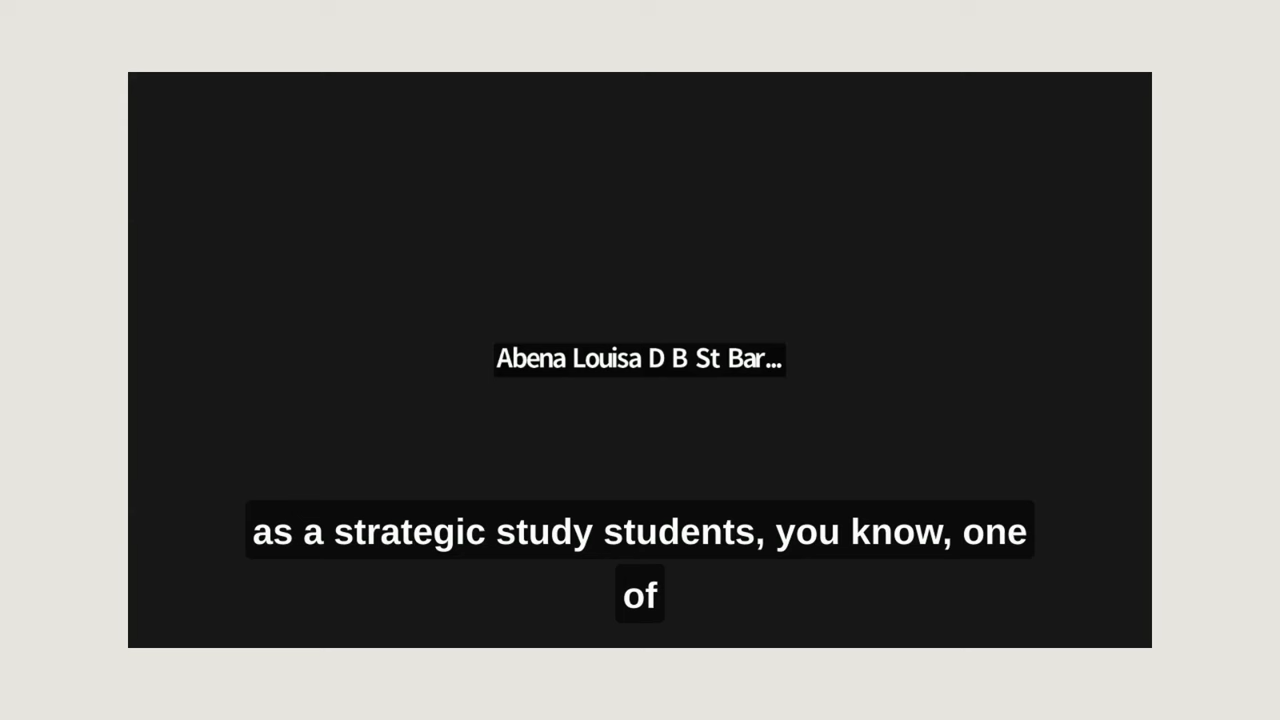 Abena Louisa D B St Bar...
as a strategic study students, you know, one
of